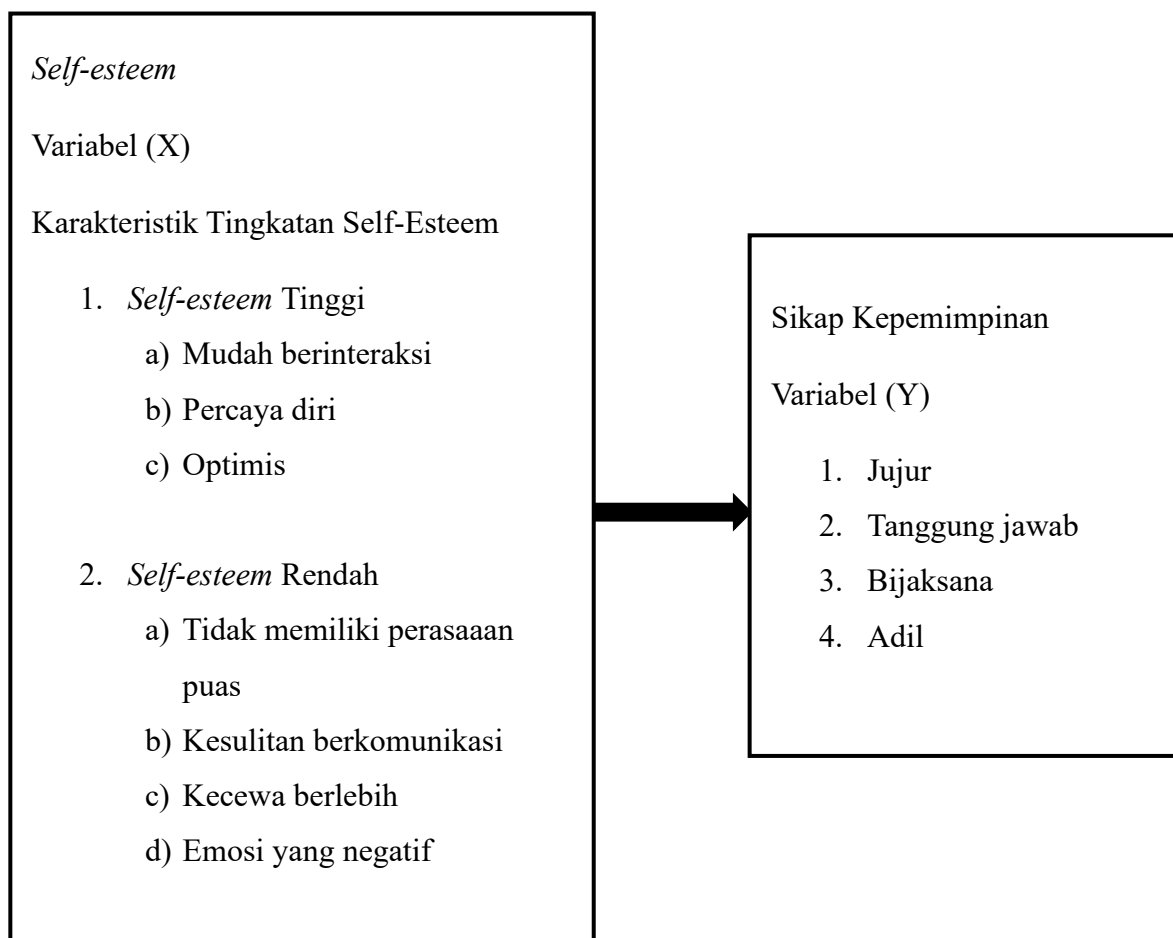 Self-esteem
Variabel (X)
Karakteristik Tingkatan Self-Esteem
1. Self-esteem Tinggi
a) Mudah berinteraksi
b) Percaya diri
c) Optimis
2. Self-esteem Rendah
a) Tidak memiliki perasaaan
puas
b) Kesulitan berkomunikasi
c) Kecewa berlebih
d) Emosi yang negatif
Sikap Kepemimpinan
Variabel (Y)
1. Jujur
2. Tanggung jawab
3. Bijaksana
4. Adil